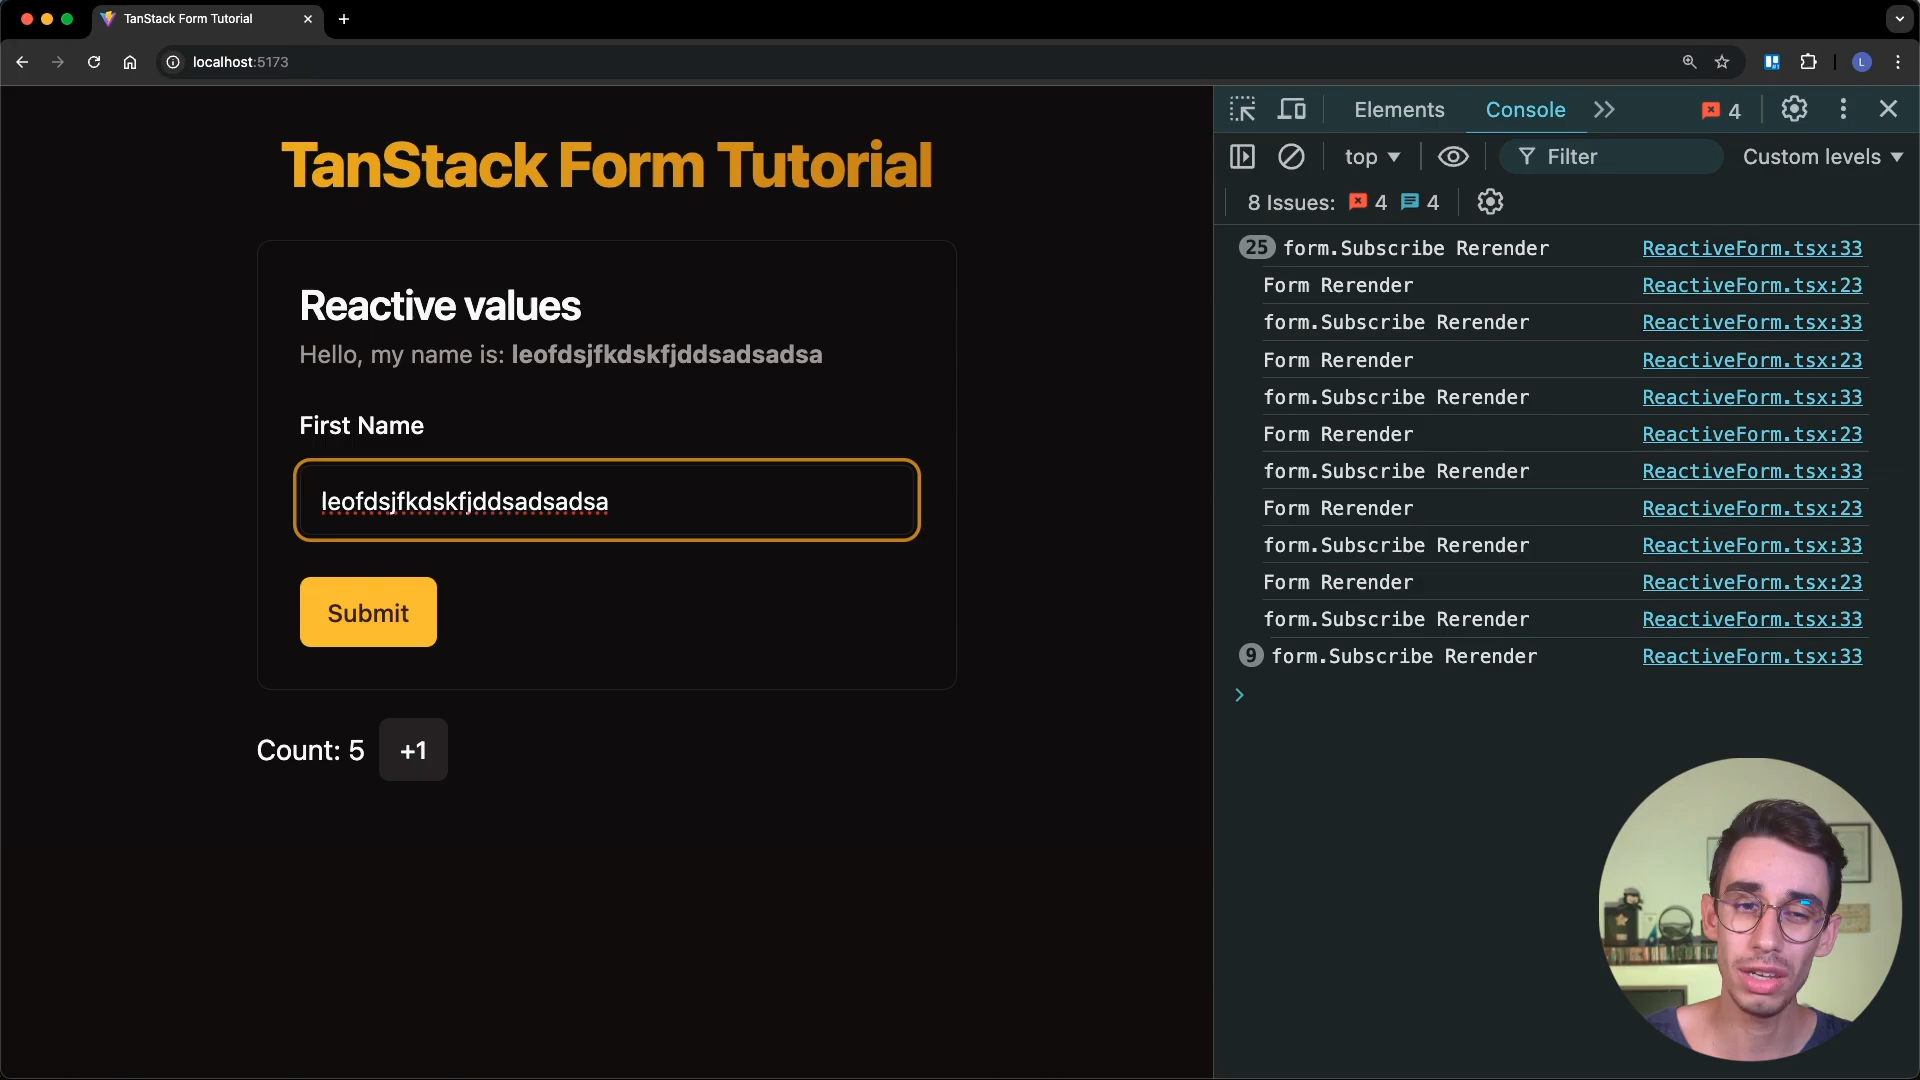 TanStack Form Tutorial
localhost:5173
L
TanStack Form Tutorial
Reactive values
Hello, my name is: leofdsjfkdskfjddsadsadsa
First Name
leofdsjfkdskfjddsadsadsa
Submit
Count: 5 +1
Elements Console 4
top Filter Custom levels
8 Issues: 4 4
25 form.Subscribe Rerender ReactiveForm.tsx:33
Form Rerender ReactiveForm.tsx:23
form.Subscribe Rerender ReactiveForm.tsx:33
Form Rerender ReactiveForm.tsx:23
form.Subscribe Rerender ReactiveForm.tsx:33
Form Rerender ReactiveForm.tsx:23
form.Subscribe Rerender ReactiveForm.tsx:33
Form Rerender ReactiveForm.tsx:23
form.Subscribe Rerender ReactiveForm.tsx:33
Form Rerender ReactiveForm.tsx:23
form.Subscribe Rerender ReactiveForm.tsx:33
9 form.Subscribe Rerender ReactiveForm.tsx:33